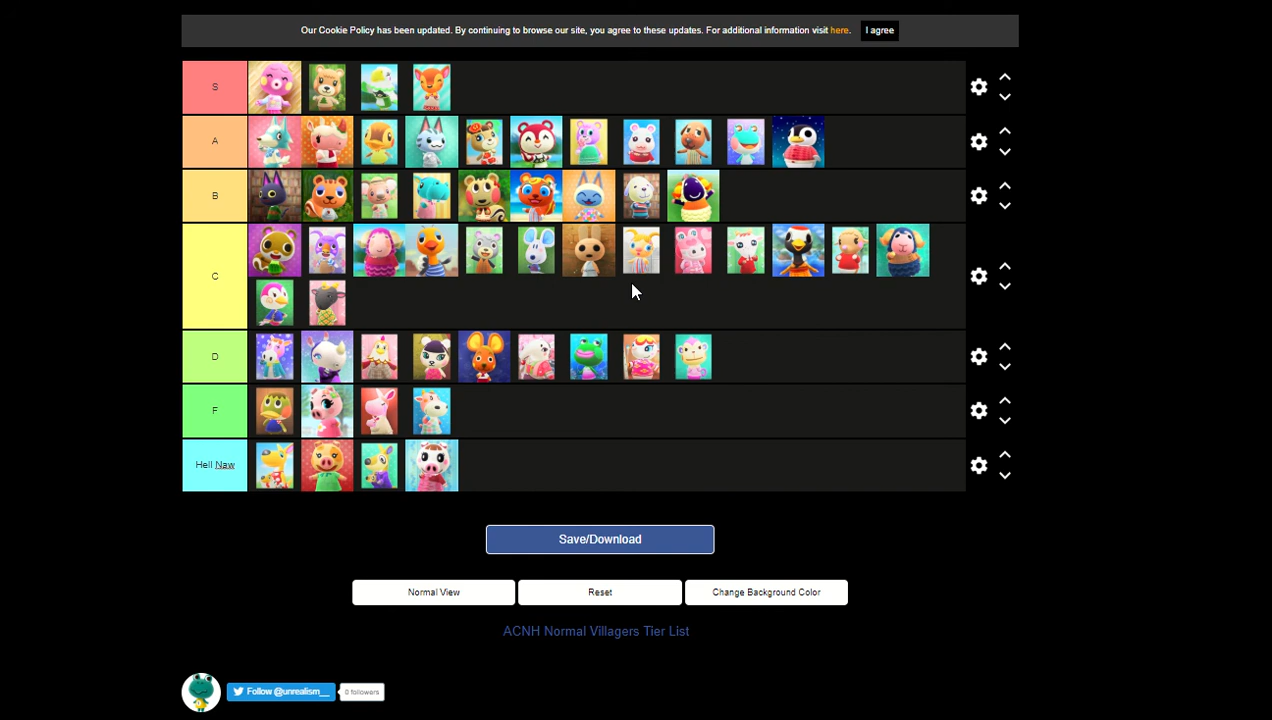 Our Cookie Policy has been updated. By continuing to browse our site, you agree to these updates. For additional information visit here. I agree
S
A
B
C
D
F
Hell Naw
Save/Download
Normal View Reset Change Background Color
ACNH Normal Villagers Tier List
Follow @unrealism__ 0 followers